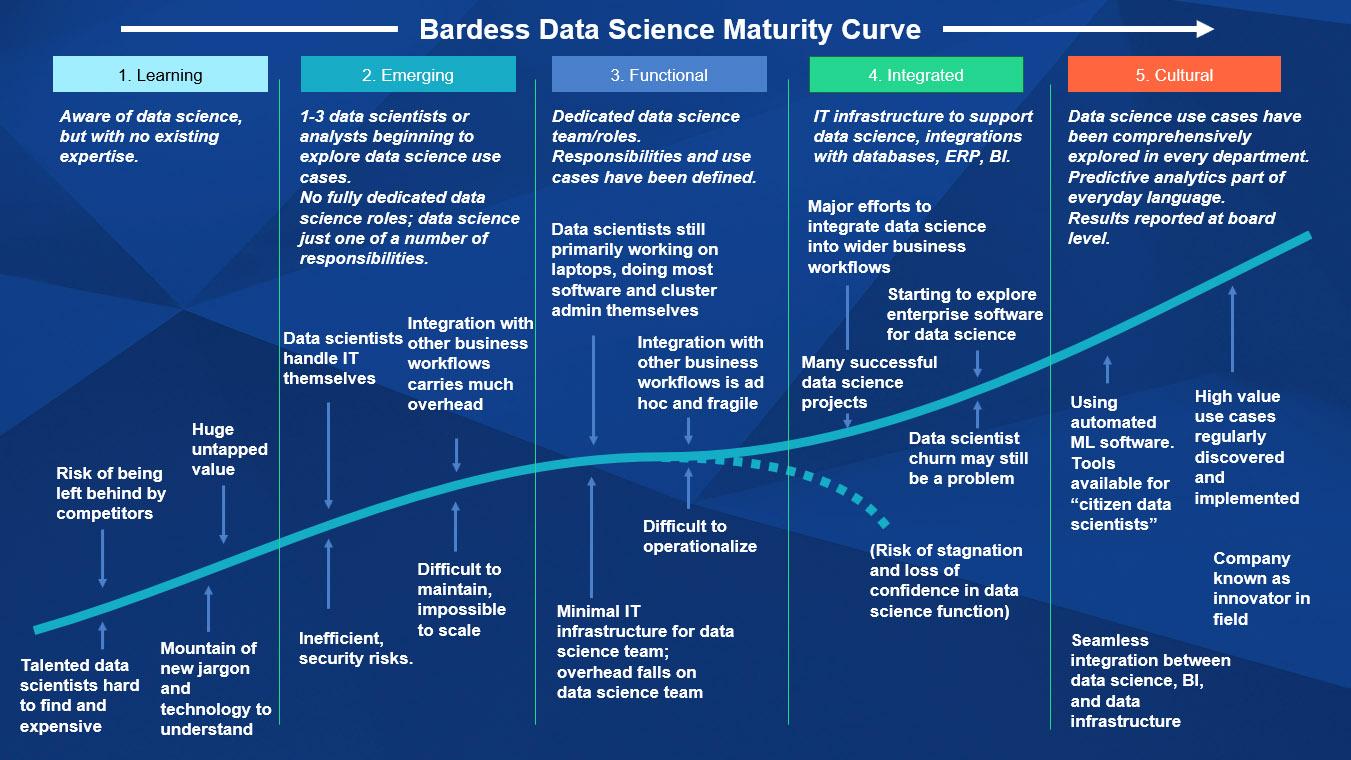 Bardess Data Science Maturity Curve
1. Learning
Aware of data science,
but with no existing
expertise.
Risk of being
left behind by
competitors
Huge
untapped
value
Talented data
scientists hard
to find and
expensive
Mountain of
new jargon
and
technology to
understand
2. Emerging
1-3 data scientists or
analysts beginning to
explore data science use
cases.
No fully dedicated data
science roles; data science
just one of a number of
responsibilities.
Data scientists
handle IT
themselves
Integration with
other business
workflows
carries much
overhead
Inefficient,
security risks.
Difficult to
maintain,
impossible
to scale
3. Functional
Dedicated data science
team/roles.
Responsibilities and use
cases have been defined.
Data scientists still
primarily working on
laptops, doing most
software and cluster
admin themselves
Integration with
other business
workflows is ad
hoc and fragile
Difficult to
operationalize
Minimal IT
infrastructure for data
science team;
overhead falls on
data science team
4. Integrated
IT infrastructure to support
data science, integrations
with databases, ERP, BI.
Major efforts to
integrate data science
into wider business
workflows
Starting to explore
enterprise software
for data science
Many successful
data science
projects
Data scientist
churn may still
be a problem
(Risk of stagnation
and loss of
confidence in data
science function)
5. Cultural
Data science use cases have
been comprehensively
explored in every department.
Predictive analytics part of
everyday language.
Results reported at board
level.
Using
automated
ML software.
Tools
available for
“citizen data
scientists”
High value
use cases
regularly
discovered
and
implemented
Company
known as
innovator in
field
Seamless
integration between
data science, BI,
and data
infrastructure